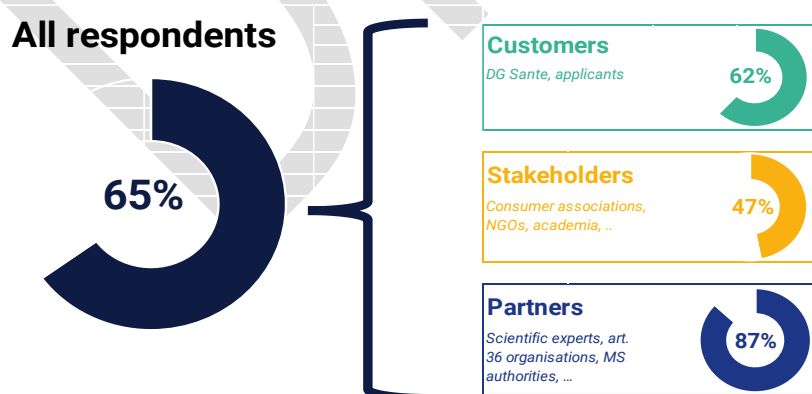 All respondents
65%
Customers
DG Sante, applicants
62%
Stakeholders
Consumer associations,
NGOs, academia, ..
47%
Partners
Scientific experts, art.
36 organisations, MS
authorities, …
87%